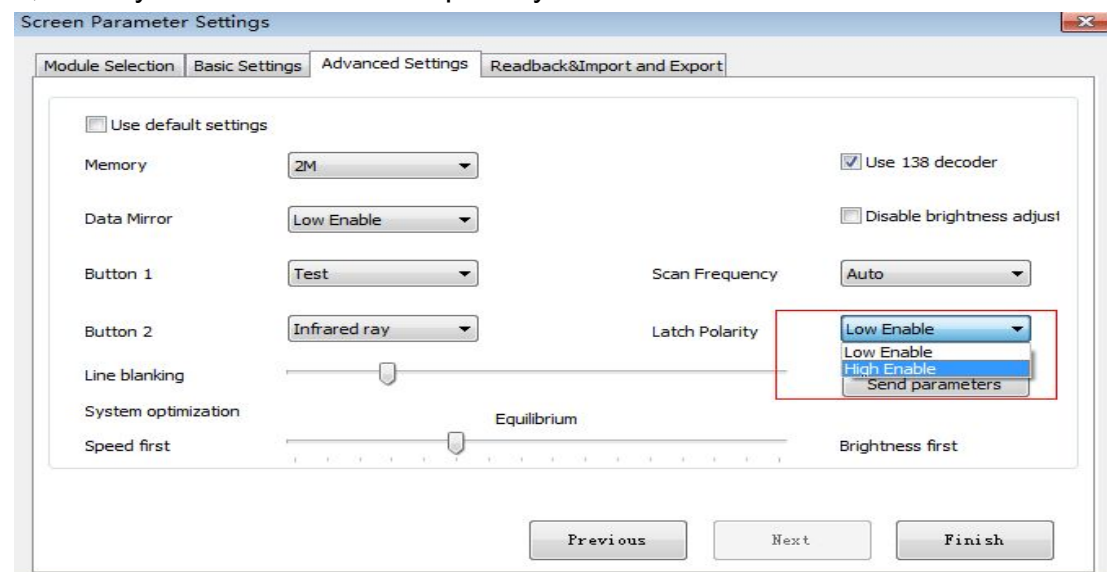 Screen Parameter Settings
Module Selection Basic Settings Advanced Settings Readback&Import and Export
Use default settings
Memory 2M Use 138 decoder
Data Mirror Low Enable Disable brightness adjust
Button 1 Test Scan Frequency Auto
Button 2 Infrared ray Latch Polarity Low Enable
Low Enable
High Enable
Line blanking Send parameters
System optimization Equilibrium
Speed first Brightness first
Previous Next Finish